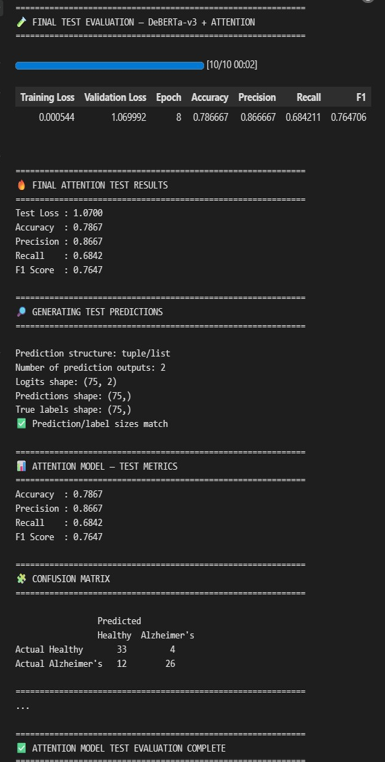 ============================================================
🧪 FINAL TEST EVALUATION — DeBERTa-v3 + ATTENTION
============================================================
[10/10 00:02]
Training Loss Validation Loss Epoch Accuracy Precision Recall F1
0.000544 1.069992 8 0.786667 0.866667 0.684211 0.764706
============================================================
🔥 FINAL ATTENTION TEST RESULTS
============================================================
Test Loss : 1.0700
Accuracy  : 0.7867
Precision : 0.8667
Recall    : 0.6842
F1 Score  : 0.7647
============================================================
🔎 GENERATING TEST PREDICTIONS
============================================================
Prediction structure: tuple/list
Number of prediction outputs: 2
Logits shape: (75, 2)
Predictions shape: (75,)
True labels shape: (75,)
✅ Prediction/label sizes match
============================================================
📊 ATTENTION MODEL — TEST METRICS
============================================================
Accuracy  : 0.7867
Precision : 0.8667
Recall    : 0.6842
F1 Score  : 0.7647
============================================================
🧩 CONFUSION MATRIX
============================================================
Predicted
Healthy  Alzheimer's
Actual Healthy 33 4
Actual Alzheimer's 12 26
============================================================
...
============================================================
✅ ATTENTION MODEL TEST EVALUATION COMPLETE
============================================================